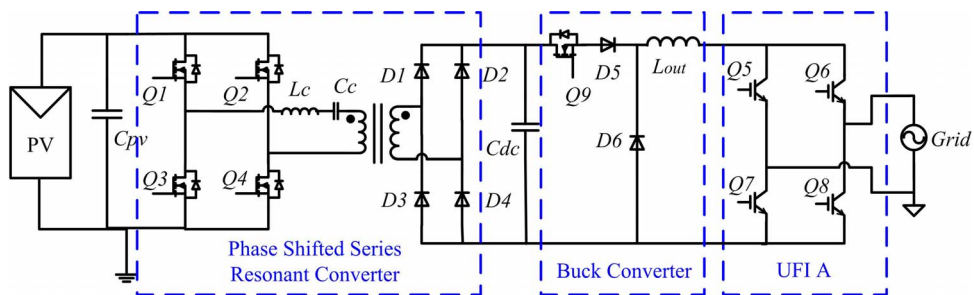 PV
Cpv
Q1
Q2
Q3
Q4
Lc
Cc
D1
D2
D3
D4
Cdc
Q9
D5
D6
Lout
Q5
Q6
Q7
Q8
Grid
Phase Shifted Series
Resonant Converter
Buck Converter
UFI A